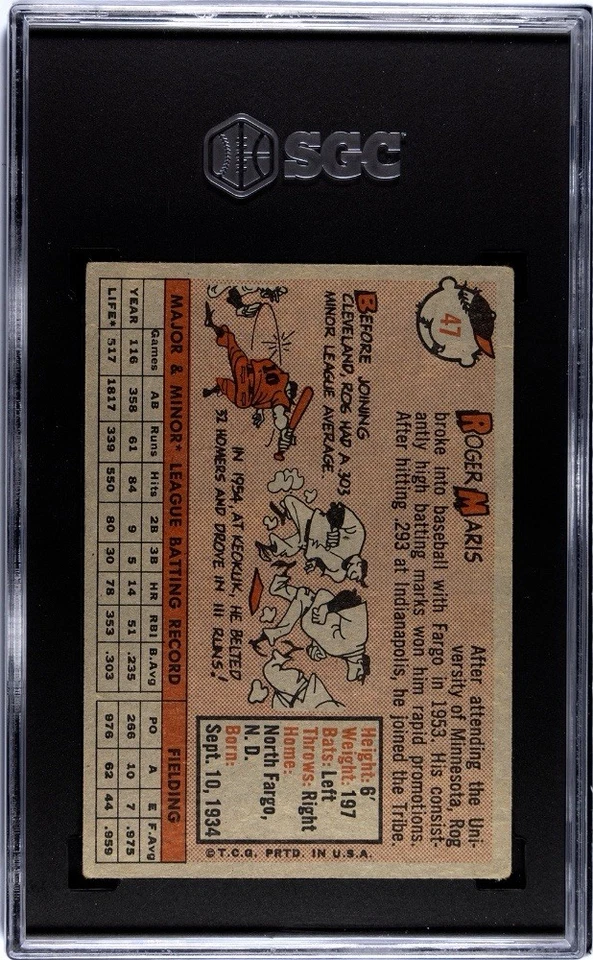 SGC
47
ROGER MARIS
After attending the Uni-
versity of Minnesota, Rog
broke into baseball with Fargo in 1953. His consist-
antly high batting marks won him rapid promotions.
After hitting .293 at Indianapolis, he joined the Tribe.
BEFORE JOINING
CLEVELAND, ROG HAD A .303
MINOR LEAGUE AVERAGE.
10
IN 1954, AT KEOKUK, HE BELTED
32 HOMERS AND DROVE IN 111 RUNS!
Height: 6'
Weight: 197
Bats: Left
Throws: Right
Home:
North Fargo,
N. D.
Born:
Sept. 10, 1934
MAJOR & MINOR* LEAGUE BATTING RECORD FIELDING
Games AB Runs Hits 2B 3B HR RBI B.Avg PO A E F.Avg
YEAR 116 358 61 84 9 5 14 51 .235 266 10 7 .975
LIFE* 517 1817 339 550 80 30 78 353 .303 976 62 44 .959
©T.C.G. PRTD. IN U.S.A.